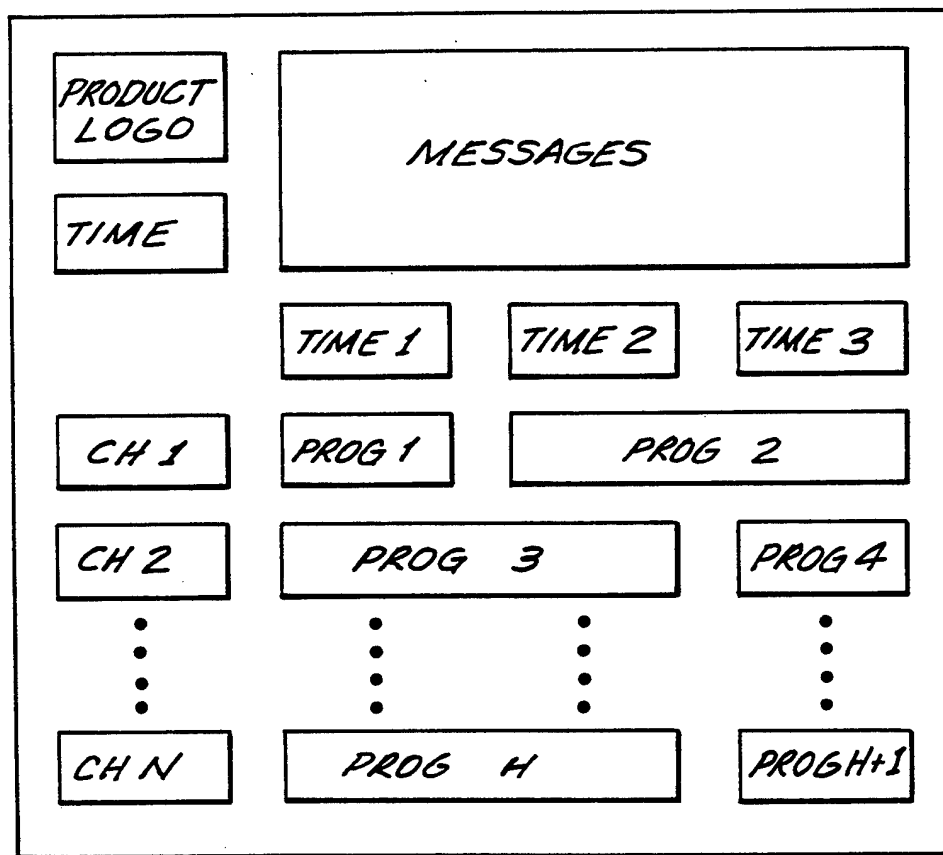 PRODUCT
LOGO
MESSAGES
TIME
TIME 1
TIME 2
TIME 3
CH 1
PROG 1
PROG 2
CH 2
PROG 3
PROG 4
CH N
PROG H
PROG H+1